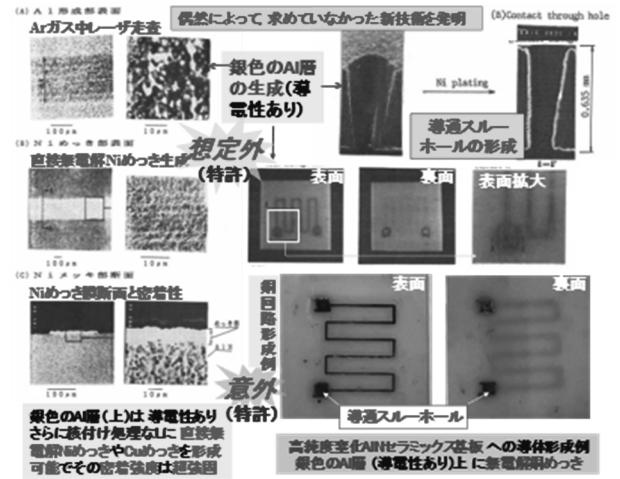 (A) Al形成部表面
偶然によって、求めていなかった新技術を発明
(B)Contact through hole
Arガス中レーザ走査
銀色のAl層
の生成(導
電性あり)
Ni plating
0.635 mm
導通スルー
ホールの形成
100μm
10μm
(B) Niめっき部表面
直接無電解Niめっき生成
想定外
(特許)
表面
裏面
表面拡大
100μm
10μm
(C) Niメッキ部断面
Niめっき膜断面と密着性
銅回路形成例
表面
裏面
100μm
10μm
意外
(特許)
導通スルーホール
銀色のAl層(上)は 導電性あり
さらに核付け処理なしに 直接無
電解NiめっきやCuめっきを形成
可能でその密着強度は超強固
高純度窒化AlNセラミックス基板 への導体形成例
銀色のAl層 (導電性あり)上 に無電解銅めっき